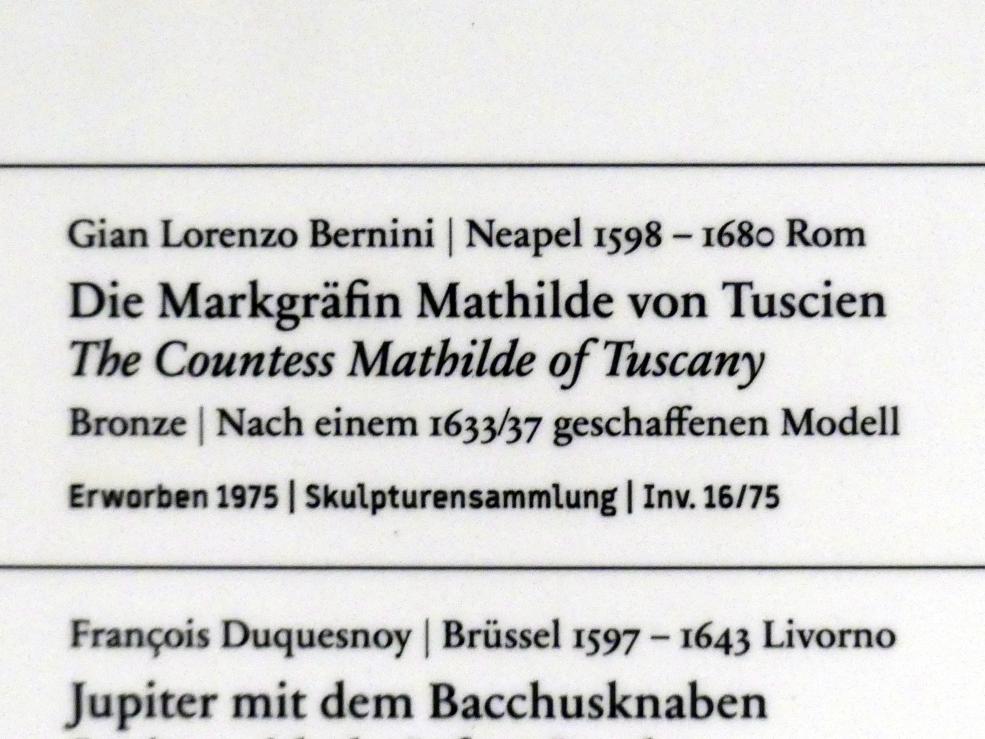 Gian Lorenzo Bernini | Neapel 1598 – 1680 Rom
Die Markgräfin Mathilde von Tuscien
The Countess Mathilde of Tuscany
Bronze | Nach einem 1633/37 geschaffenen Modell
Erworben 1975 | Skulpturensammlung | Inv. 16/75
François Duquesnoy | Brüssel 1597 – 1643 Livorno
Jupiter mit dem Bacchusknaben